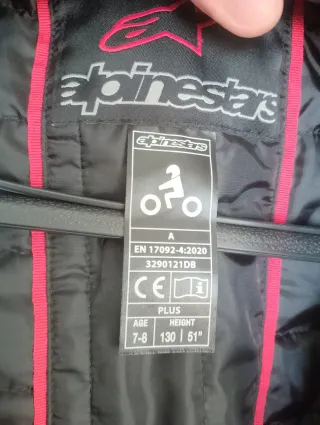 alpinestars
alpinestars
A
EN 17092-4:2020
3290121DB
CE i
PLUS
AGE HEIGHT
7-8 130 | 51"